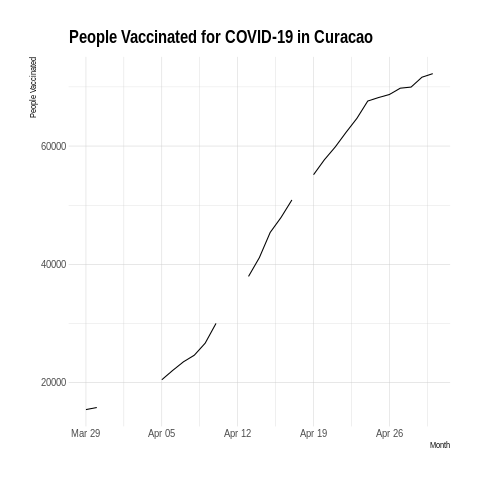 People Vaccinated for COVID-19 in Curacao
People Vaccinated
60000
40000
20000
Mar 29 Apr 05 Apr 12 Apr 19 Apr 26
Month